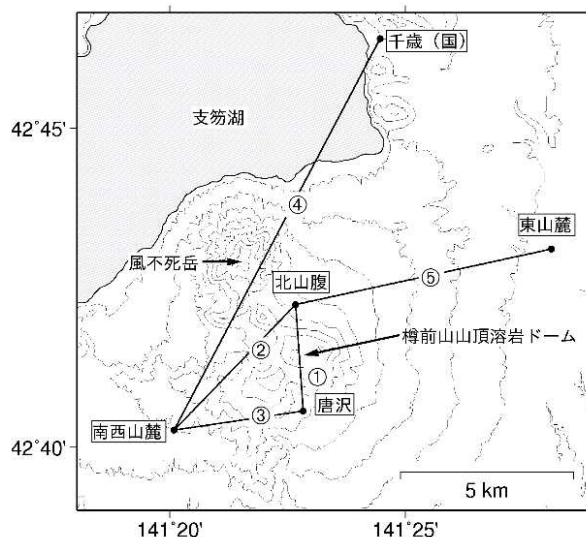 千歳（国）
42˚45'
支笏湖
④
東山麓
風不死岳
北山腹
⑤
樽前山山頂溶岩ドーム
②
①
③
唐沢
南西山麓
42˚40'
5 km
141˚20'
141˚25'